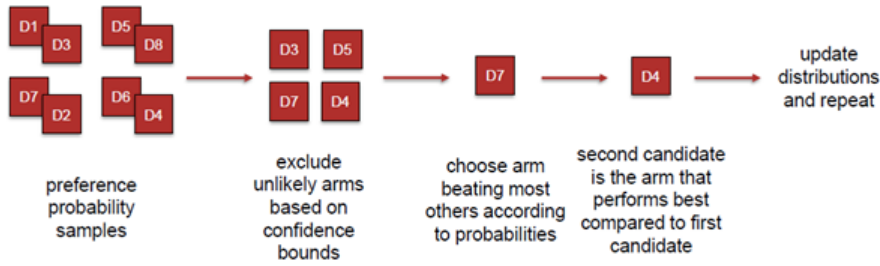 D1
D3
D5
D8
D7
D2
D6
D4
preference
probability
samples
D3
D5
D7
D4
exclude
unlikely arms
based on
confidence
bounds
D7
choose arm
beating most
others according
to probabilities
D4
second candidate
is the arm that
performs best
compared to first
candidate
update
distributions
and repeat